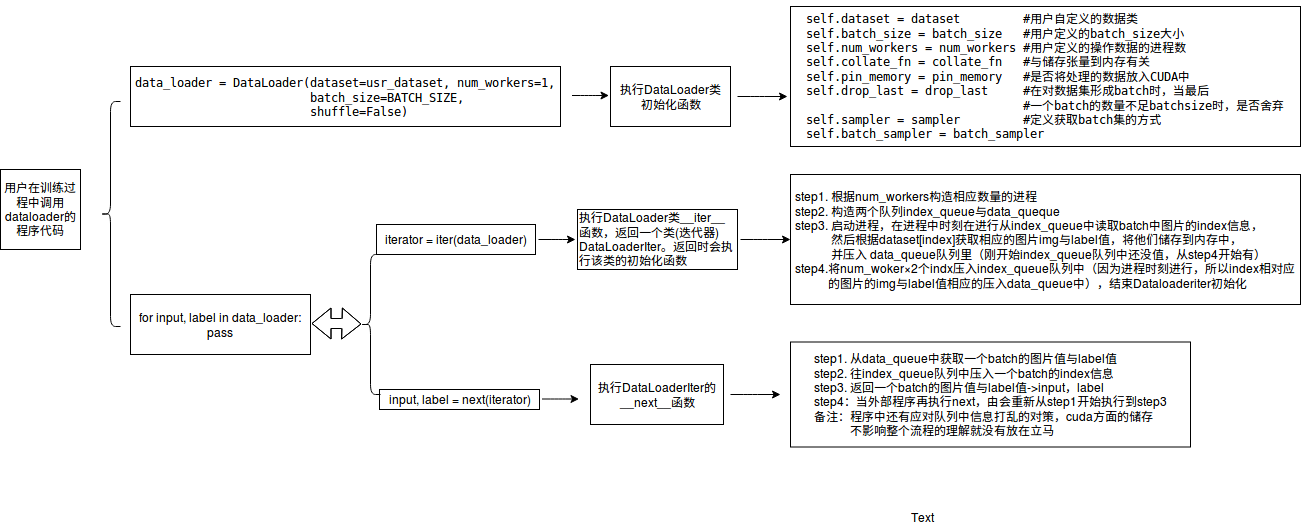 用户在训练过
程中调用
dataloader的
程序代码
data_loader = DataLoader(dataset=usr_dataset, num_workers=1,
batch_size=BATCH_SIZE,
shuffle=False)
执行DataLoader类
初始化函数
self.dataset = dataset #用户自定义的数据类
self.batch_size = batch_size #用户定义的batch_size大小
self.num_workers = num_workers #用户定义的操作数据的进程数
self.collate_fn = collate_fn #与储存张量到内存有关
self.pin_memory = pin_memory #是否将处理的数据放入CUDA中
self.drop_last = drop_last #在对数据集形成batch时，当最后
#一个batch的数量不足batchsize时，是否舍弃
self.sampler = sampler #定义获取batch集的方式
self.batch_sampler = batch_sampler
for input, label in data_loader:
pass
iterator = iter(data_loader)
执行DataLoader类__iter__
函数，返回一个类(迭代器)
DataLoaderIter。返回时会执
行该类的初始化函数
step1. 根据num_workers构造相应数量的进程
step2. 构造两个队列index_queue与data_queque
step3. 启动进程，在进程中时刻在进行从index_queue中读取batch中图片的index信息，
然后根据dataset[index]获取相应的图片img与label值，将他们储存到内存中，
并压入 data_queue队列里（刚开始index_queue队列中还没值，从step4开始有）
step4.将num_woker×2个indx压入index_queue队列中（因为进程时刻进行，所以index相对应
的图片的img与label值相应的压入data_queue中），结束Dataloaderiter初始化
input, label = next(iterator)
执行DataLoaderIter的
__next__函数
step1. 从data_queue中获取一个batch的图片值与label值
step2. 往index_queue队列中压入一个batch的index信息
step3. 返回一个batch的图片值与label值->input，label
step4：当外部程序再执行next，由会重新从step1开始执行到step3
备注：程序中还有应对队列中信息打乱的对策，cuda方面的储存
不影响整个流程的理解就没有放在立马
Text